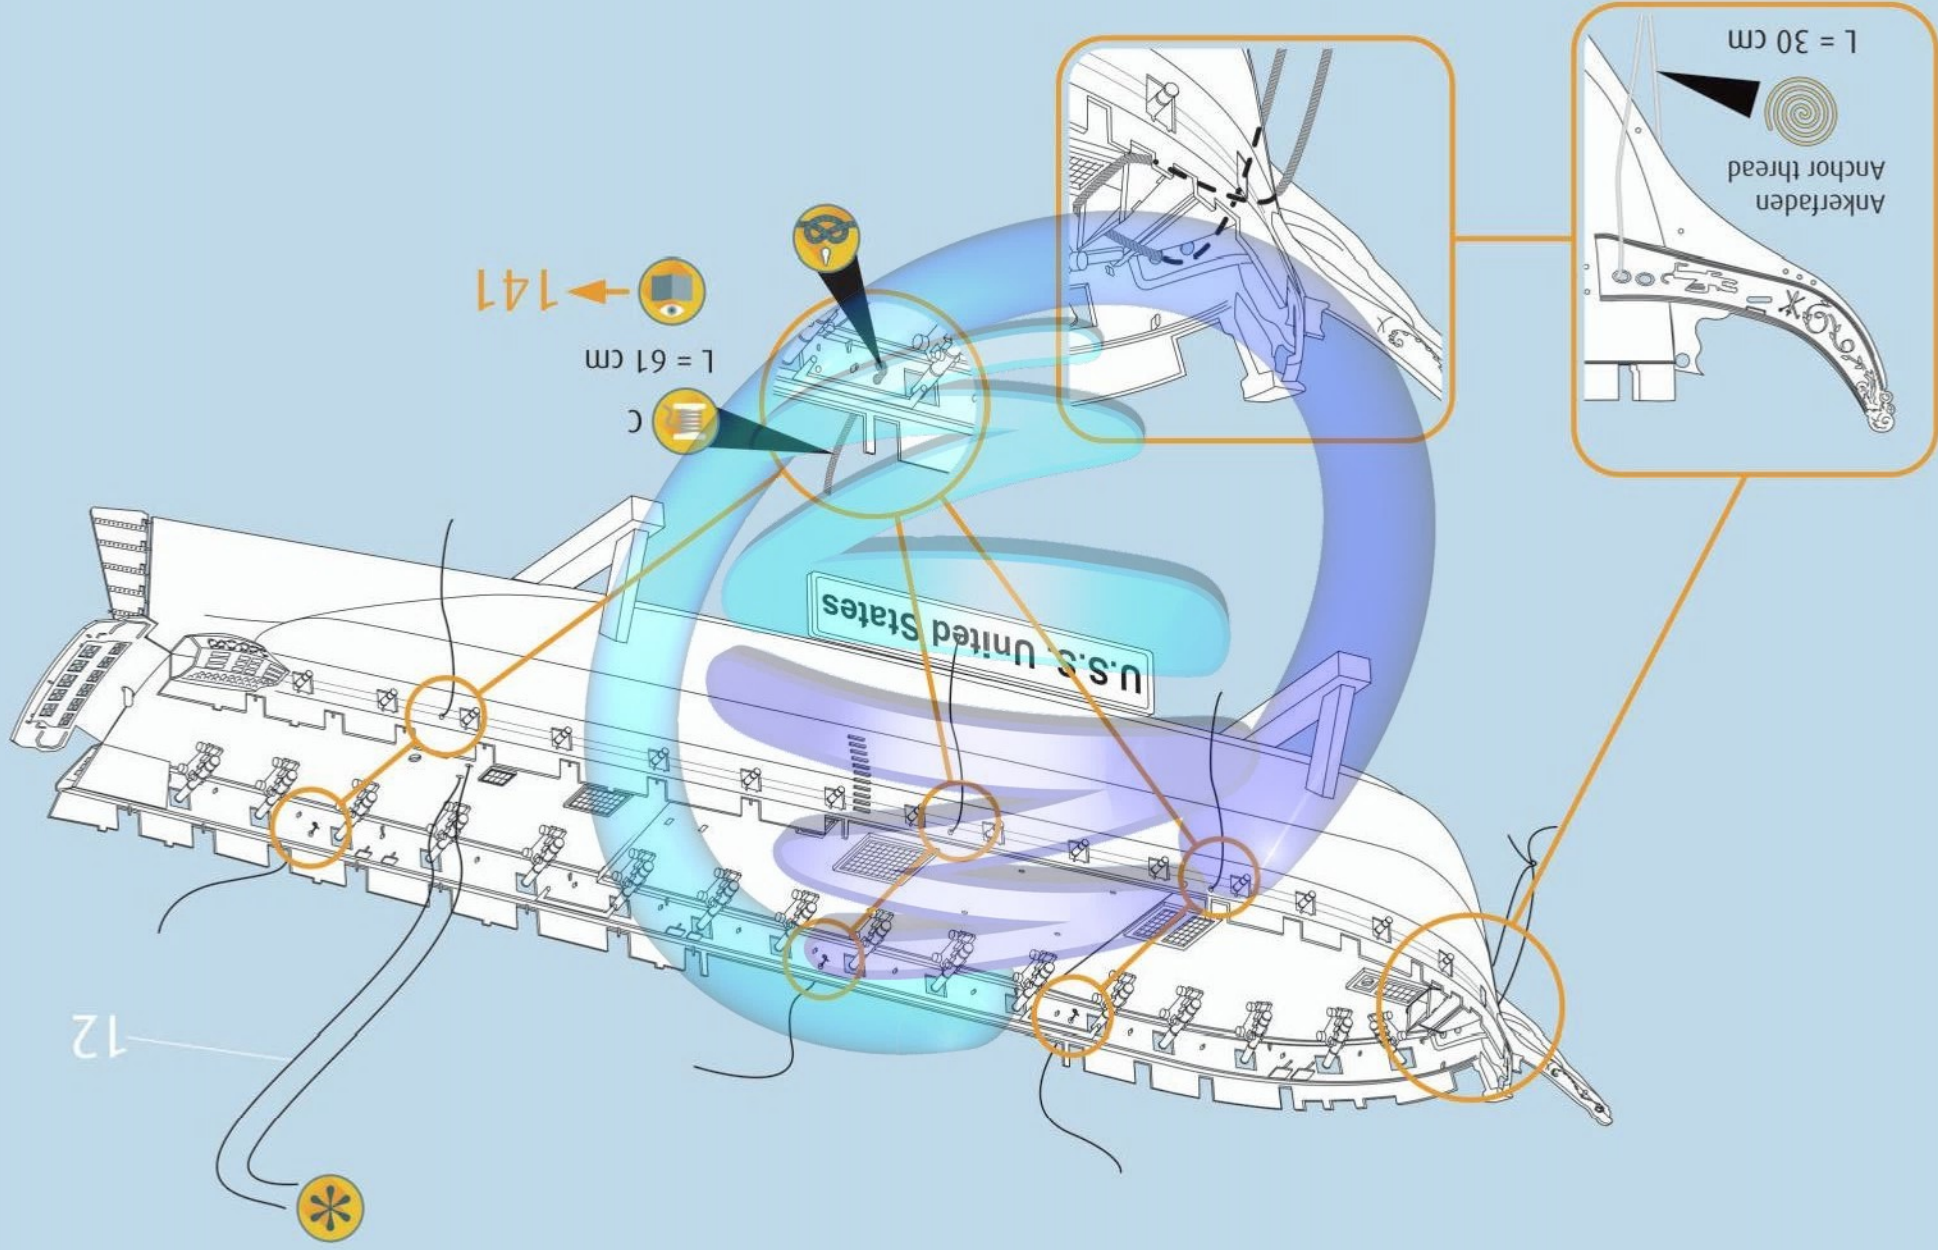 12
U.S.S. United States
C
L = 61 cm
141
Ankerfaden
Anchor thread
L = 30 cm